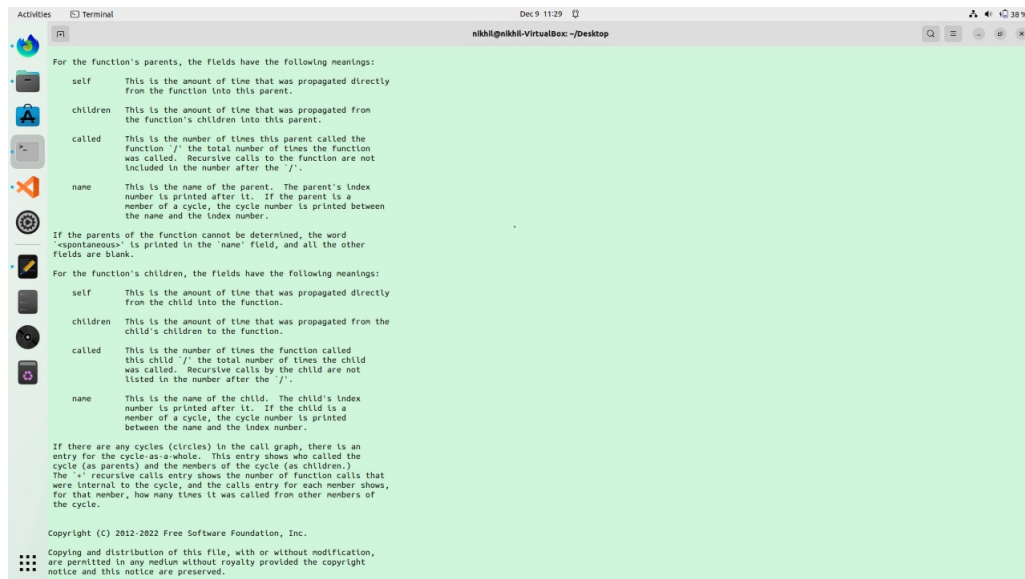 Activities Terminal Dec 9 11:29 38 %
nikhil@nikhil-VirtualBox: ~/Desktop
For the function's parents, the fields have the following meanings:
self This is the amount of time that was propagated directly
from the function into this parent.
children This is the amount of time that was propagated from
the function's children into this parent.
called This is the number of times this parent called the
function `/' the total number of times the function
was called. Recursive calls to the function are not
included in the number after the `/'.
name This is the name of the parent. The parent's index
number is printed after it. If the parent is a
member of a cycle, the cycle number is printed between
the name and the index number.
If the parents of the function cannot be determined, the word
`<spontaneous>' is printed in the `name' field, and all the other
fields are blank.
For the function's children, the fields have the following meanings:
self This is the amount of time that was propagated directly
from the child into the function.
children This is the amount of time that was propagated from the
child's children to the function.
called This is the number of times the function called
this child `/' the total number of times the child
was called. Recursive calls by the child are not
listed in the number after the `/'.
name This is the name of the child. The child's index
number is printed after it. If the child is a
member of a cycle, the cycle number is printed
between the name and the index number.
If there are any cycles (circles) in the call graph, there is an
entry for the cycle-as-a-whole. This entry shows who called the
cycle (as parents) and the members of the cycle (as children.)
The `+' recursive calls entry shows the number of function calls that
were internal to the cycle, and the calls entry for each member shows,
for that member, how many times it was called from other members of
the cycle.
Copyright (C) 2012-2022 Free Software Foundation, Inc.
Copying and distribution of this file, with or without modification,
are permitted in any medium without royalty provided the copyright
notice and this notice are preserved.